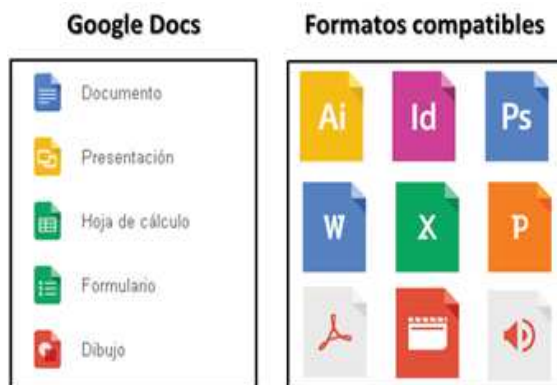 Google Docs
Documento
Presentación
Hoja de cálculo
Formulario
Dibujo
Formatos compatibles
Ai Id Ps
W X P